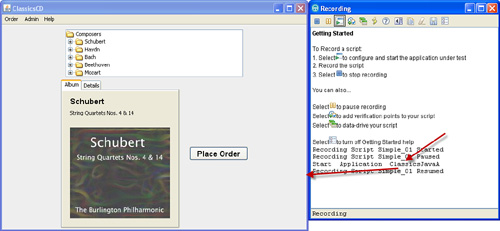 ClassicsCD
Order Admin Help
Composers
Schubert
Haydn
Bach
Beethoven
Mozart
Album Details
Schubert
String Quartets Nos. 4 & 14
Schubert
String Quartets Nos. 4 & 14
The Burlington Philharmonic
Place Order
Recording
Getting Started
To Record a script:
1. Select to configure and start the application under test
2. Record the script
3. Select to stop recording
You can also...
Select to pause recording
Select to add verification points to your script
Select to data-drive your script
Select to turn off Getting Started help
Recording Script Simple_01 Started
Recording Script Simple_01 Paused
Start Application ClassicsJavaA
Recording Script Simple_01 Resumed
Recording